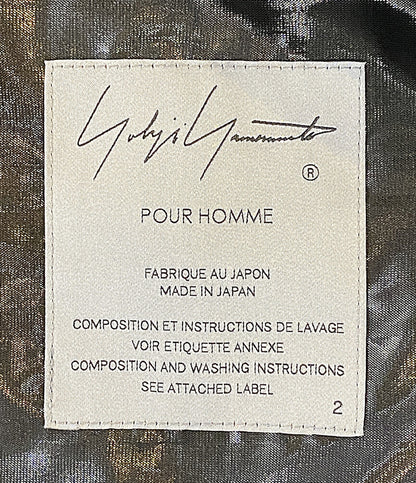 Yohji Yamamoto
®
POUR HOMME
FABRIQUE AU JAPON
MADE IN JAPAN
COMPOSITION ET INSTRUCTIONS DE LAVAGE
VOIR ETIQUETTE ANNEXE
COMPOSITION AND WASHING INSTRUCTIONS
SEE ATTACHED LABEL
2